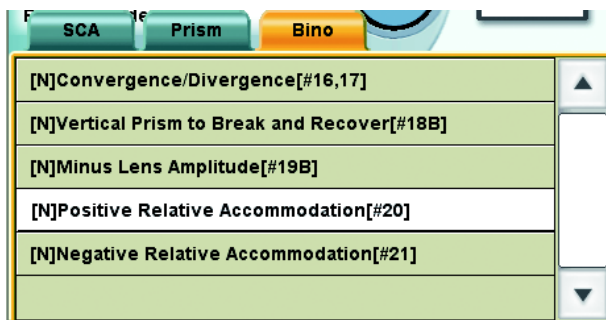 SCA
Prism
Bino
[N]Convergence/Divergence[#16,17]
[N]Vertical Prism to Break and Recover[#18B]
[N]Minus Lens Amplitude[#19B]
[N]Positive Relative Accommodation[#20]
[N]Negative Relative Accommodation[#21]